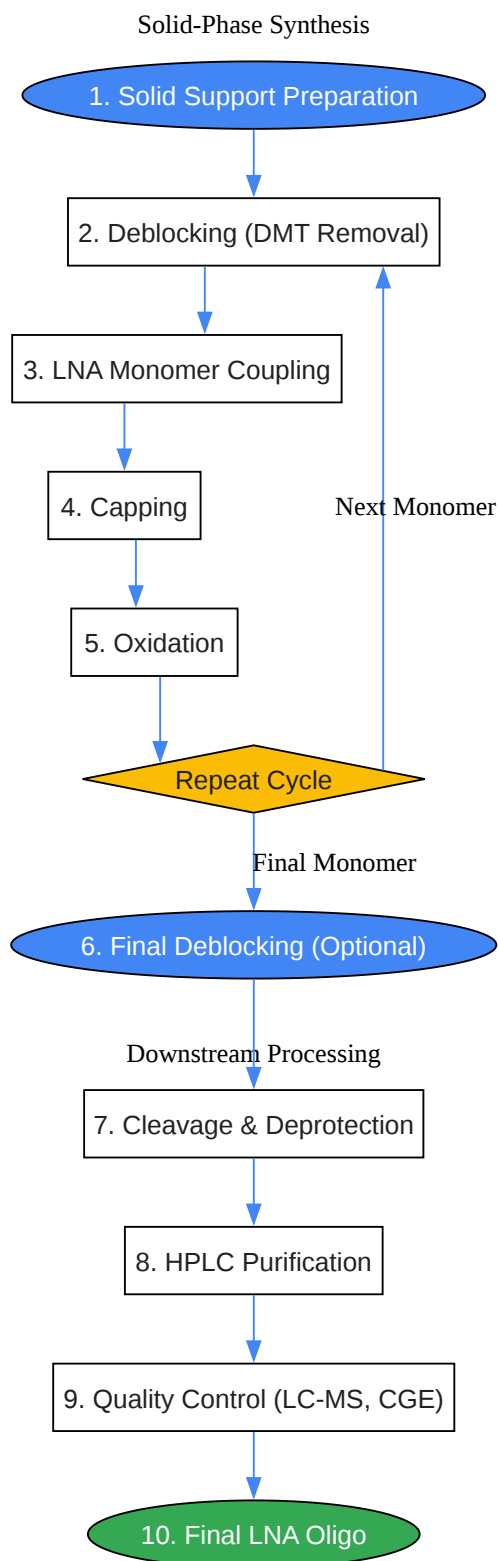 Solid-Phase Synthesis
1. Solid Support Preparation
2. Deblocking (DMT Removal)
3. LNA Monomer Coupling
4. Capping
Next Monomer
5. Oxidation
Repeat Cycle
Final Monomer
6. Final Deblocking (Optional)
Downstream Processing
7. Cleavage & Deprotection
8. HPLC Purification
9. Quality Control (LC-MS, CGE)
10. Final LNA Oligo